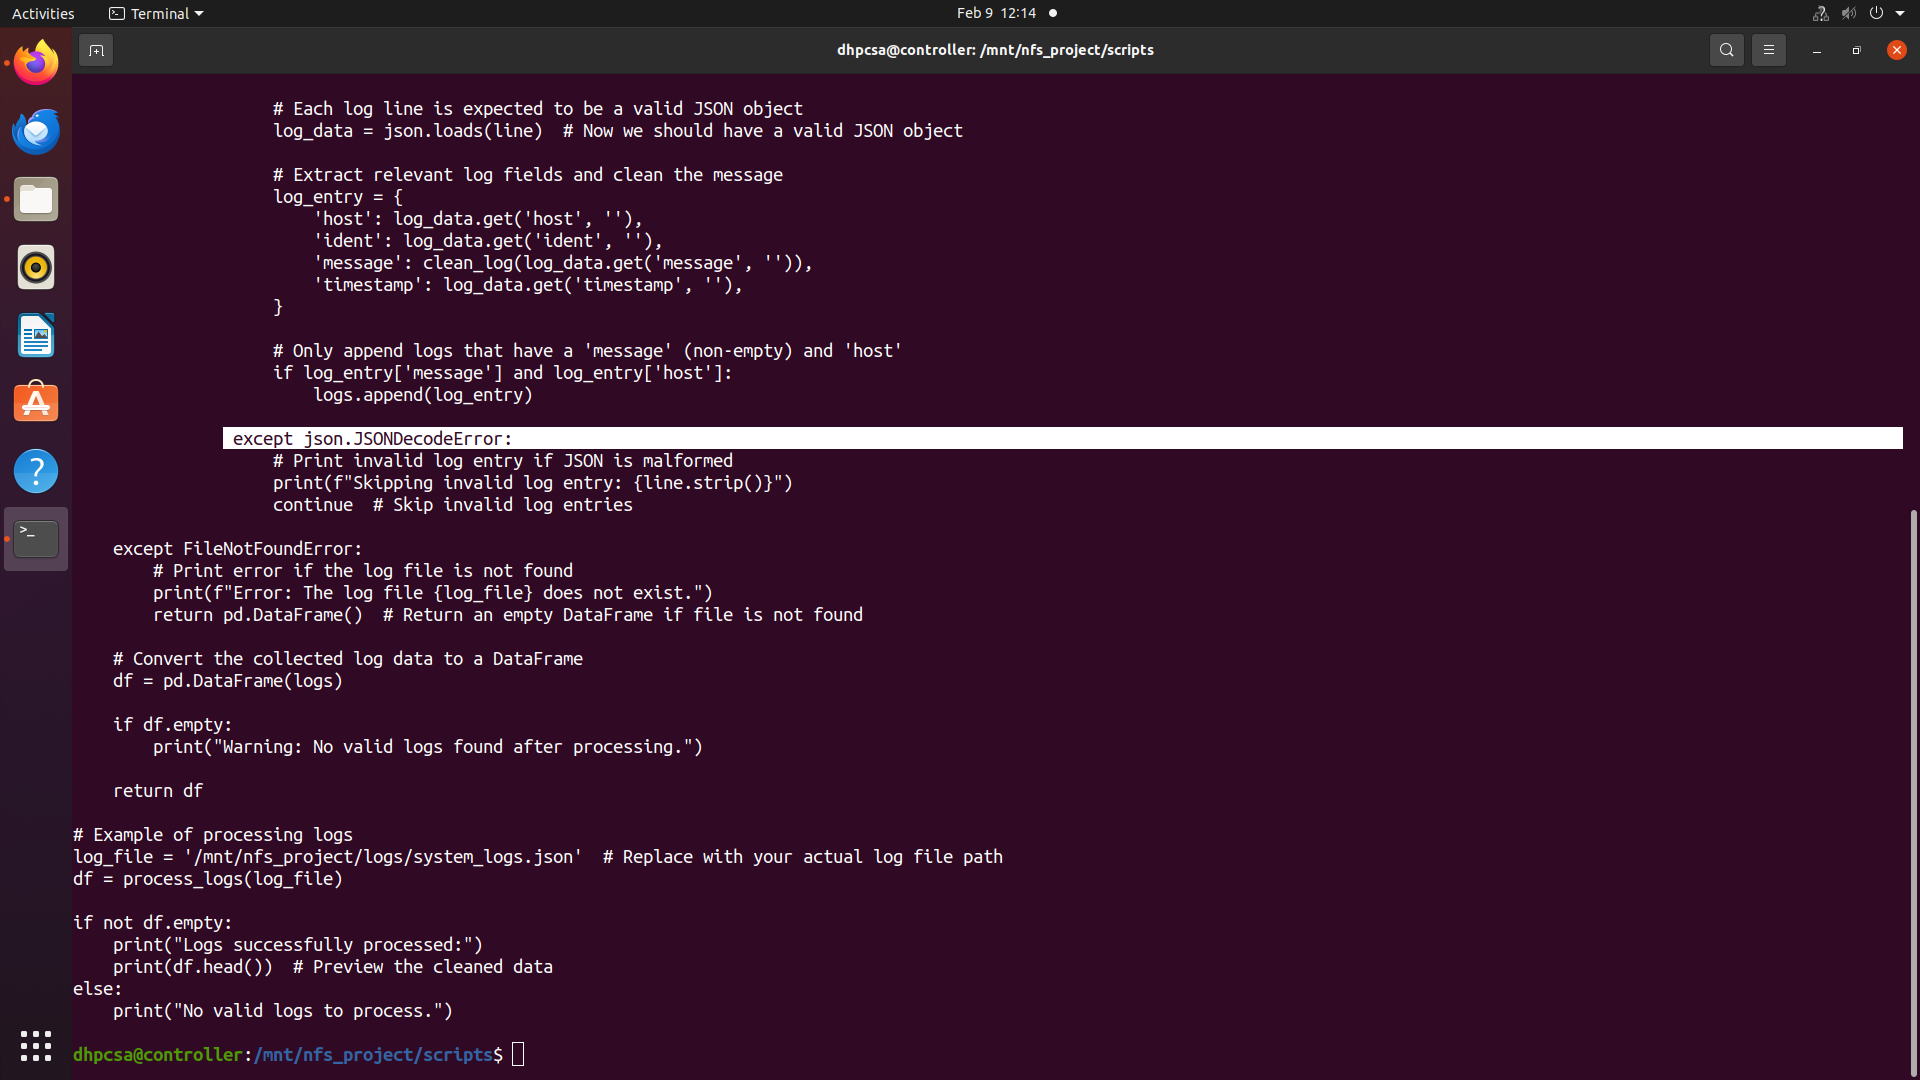 Activities
Terminal
Feb 9 12:14
dhpcsa@controller: /mnt/nfs_project/scripts
                    # Each log line is expected to be a valid JSON object
                    log_data = json.loads(line)  # Now we should have a valid JSON object

                    # Extract relevant log fields and clean the message
                    log_entry = {
                        'host': log_data.get('host', ''),
                        'ident': log_data.get('ident', ''),
                        'message': clean_log(log_data.get('message', '')),
                        'timestamp': log_data.get('timestamp', ''),
                    }

                    # Only append logs that have a 'message' (non-empty) and 'host'
                    if log_entry['message'] and log_entry['host']:
                        logs.append(log_entry)

                except json.JSONDecodeError:
                    # Print invalid log entry if JSON is malformed
                    print(f"Skipping invalid log entry: {line.strip()}")
                    continue  # Skip invalid log entries

    except FileNotFoundError:
        # Print error if the log file is not found
        print(f"Error: The log file {log_file} does not exist.")
        return pd.DataFrame()  # Return an empty DataFrame if file is not found

    # Convert the collected log data to a DataFrame
    df = pd.DataFrame(logs)

    if df.empty:
        print("Warning: No valid logs found after processing.")

    return df

# Example of processing logs
log_file = '/mnt/nfs_project/logs/system_logs.json'  # Replace with your actual log file path
df = process_logs(log_file)

if not df.empty:
    print("Logs successfully processed:")
    print(df.head())  # Preview the cleaned data
else:
    print("No valid logs to process.")

dhpcsa@controller:/mnt/nfs_project/scripts$